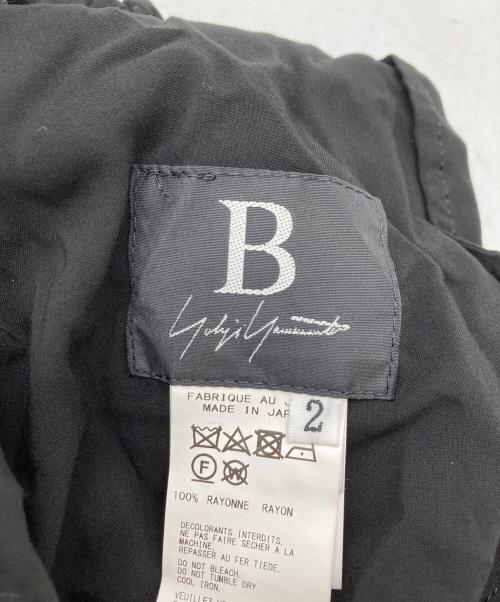 B
Yohji Yamamoto
FABRIQUE AU J
MADE IN JAP
2
F W
100% RAYONNE RAYON
DECOLORANTS INTERDITS.
NE PAS FAIRE SECHER A LA
MACHINE.
REPASSER AU FER TIEDE.
DO NOT BLEACH.
DO NOT TUMBLE DRY.
COOL IRON.
VEUILLEZ